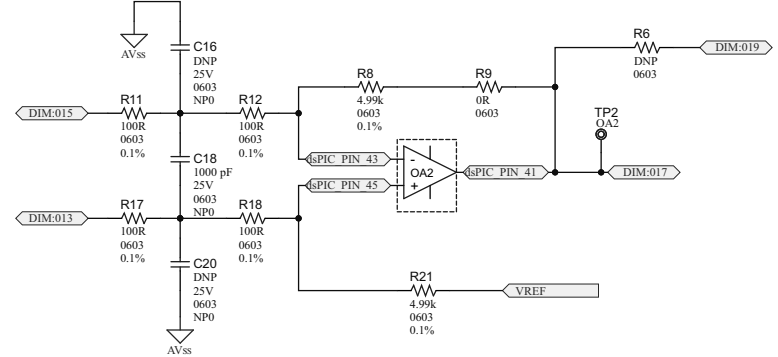 AVss
C16
DNP
25V
0603
NP0
R6
DNP
0603
DIM:019
R8
4.99k
0603
0.1%
R9
0R
0603
DIM:015
R11
100R
0603
0.1%
R12
100R
0603
0.1%
TP2
OA2
C18
1000 pF
25V
0603
NP0
dsPIC_PIN_43
-
OA2
+
dsPIC_PIN_45
dsPIC_PIN_41
DIM:017
DIM:013
R17
100R
0603
0.1%
R18
100R
0603
0.1%
C20
DNP
25V
0603
NP0
R21
4.99k
0603
0.1%
VREF
AVss